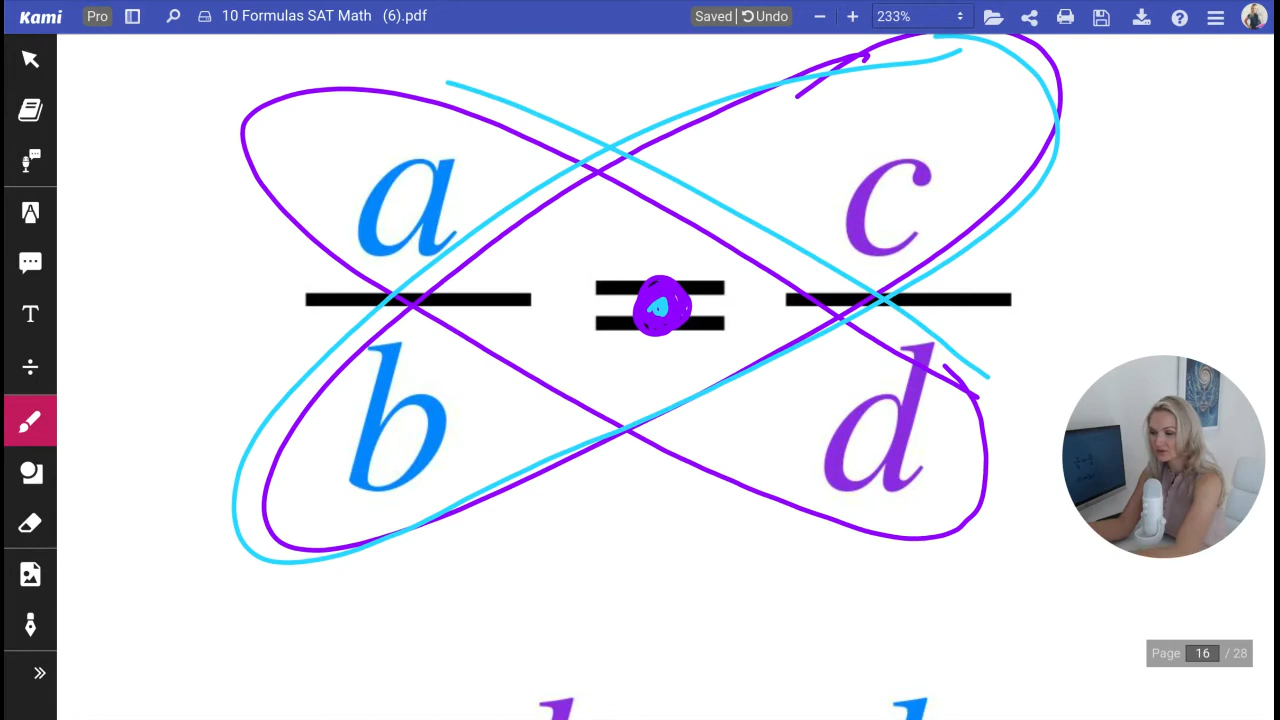 Kami Pro 10 Formulas SAT Math (6).pdf Saved Undo 233%
a c
= 
b d
Page 16 / 28